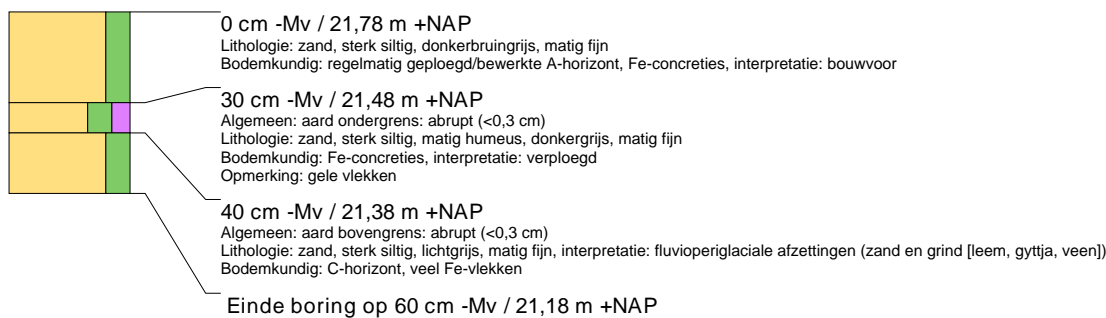 0 cm -Mv / 21,78 m +NAP
Lithologie: zand, sterk siltig, donkerbruingrijs, matig fijn
Bodemkundig: regelmatig geploegd/bewerkte A-horizont, Fe-concreties, interpretatie: bouwvoor
30 cm -Mv / 21,48 m +NAP
Algemeen: aard ondergrens: abrupt (<0,3 cm)
Lithologie: zand, sterk siltig, matig humeus, donkergrijs, matig fijn
Bodemkundig: Fe-concreties, interpretatie: verploegd
Opmerking: gele vlekken
40 cm -Mv / 21,38 m +NAP
Algemeen: aard bovengrens: abrupt (<0,3 cm)
Lithologie: zand, sterk siltig, lichtgrijs, matig fijn, interpretatie: fluvioperiglaciale afzettingen (zand en grind [leem, gyttja, veen])
Bodemkundig: C-horizont, veel Fe-vlekken
Einde boring op 60 cm -Mv / 21,18 m +NAP